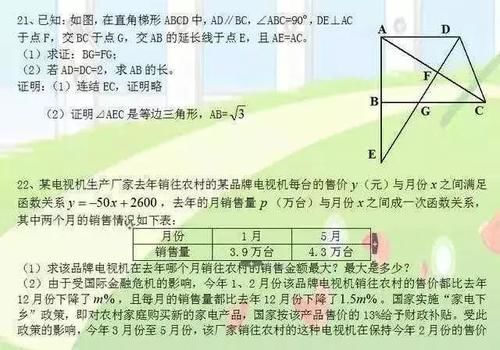 21、已知：如图，在直角梯形 ABCD 中，AD∥BC，∠ABC=90°，DE⊥AC
于点 F，交 BC 于点 G，交 AB 的延长线于点 E，且 AE=AC。
（1）求证：BG=FG；
（2）若 AD=DC=2，求 AB 的长。
证明：（1）连结 EC，证明略
（2）证明△AEC 是等边三角形，AB=√3
A
D
F
B
G
C
E
22、某电视机生产厂家去年销往农村的某品牌电视机每台的售价 y（元）与月份 x 之间满足
函数关系 y=-50x+2600，去年的月销售量 p（万台）与月份 x 之间成一次函数关系，
其中两个月的销售情况如下表：
月份 1月 5月
销售量 3.9万台 4.3万台
（1）求该品牌电视机在去年哪个月销往农村的销售金额最大？最大是多少？
（2）由于受国际金融危机的影响，今年 1、2 月份该品牌电视机销往农村的售价都比去年
12 月份下降了 m%，且每月的销售量都比去年 12 月份下降了 1.5m%。国家实施“家电下
乡”政策，即对农村家庭购买新的家电产品，国家按该产品售价的 13%给予财政补贴。受此
政策的影响，今年 3 月份至 5 月份，该厂家销往农村的这种电视机在保持今年 2 月份的售价